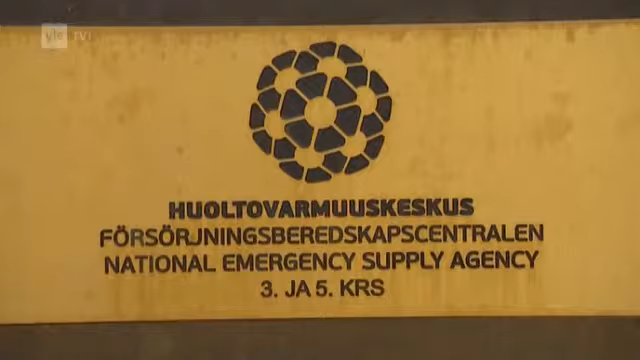 yle TV1
HUOLTOVARMUUSKESKUS
FÖRSÖRJNINGSBEREDSKAPSCENTRALEN
NATIONAL EMERGENCY SUPPLY AGENCY
3. JA 5. KRS